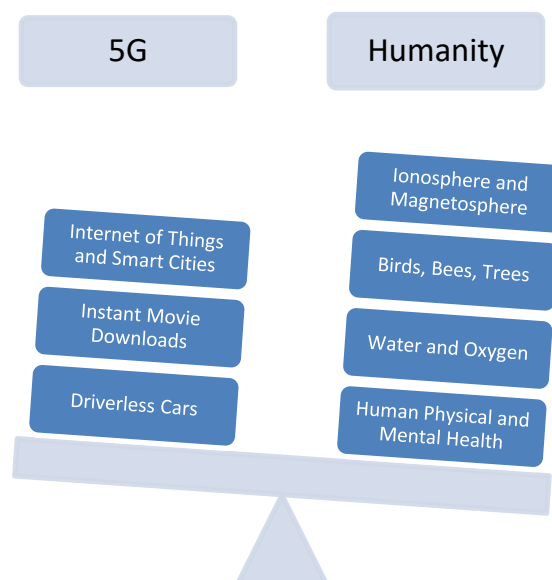 5G
Humanity
Internet of Things
and Smart Cities
Instant Movie
Downloads
Driverless Cars
Ionosphere and
Magnetosphere
Birds, Bees, Trees
Water and Oxygen
Human Physical and
Mental Health